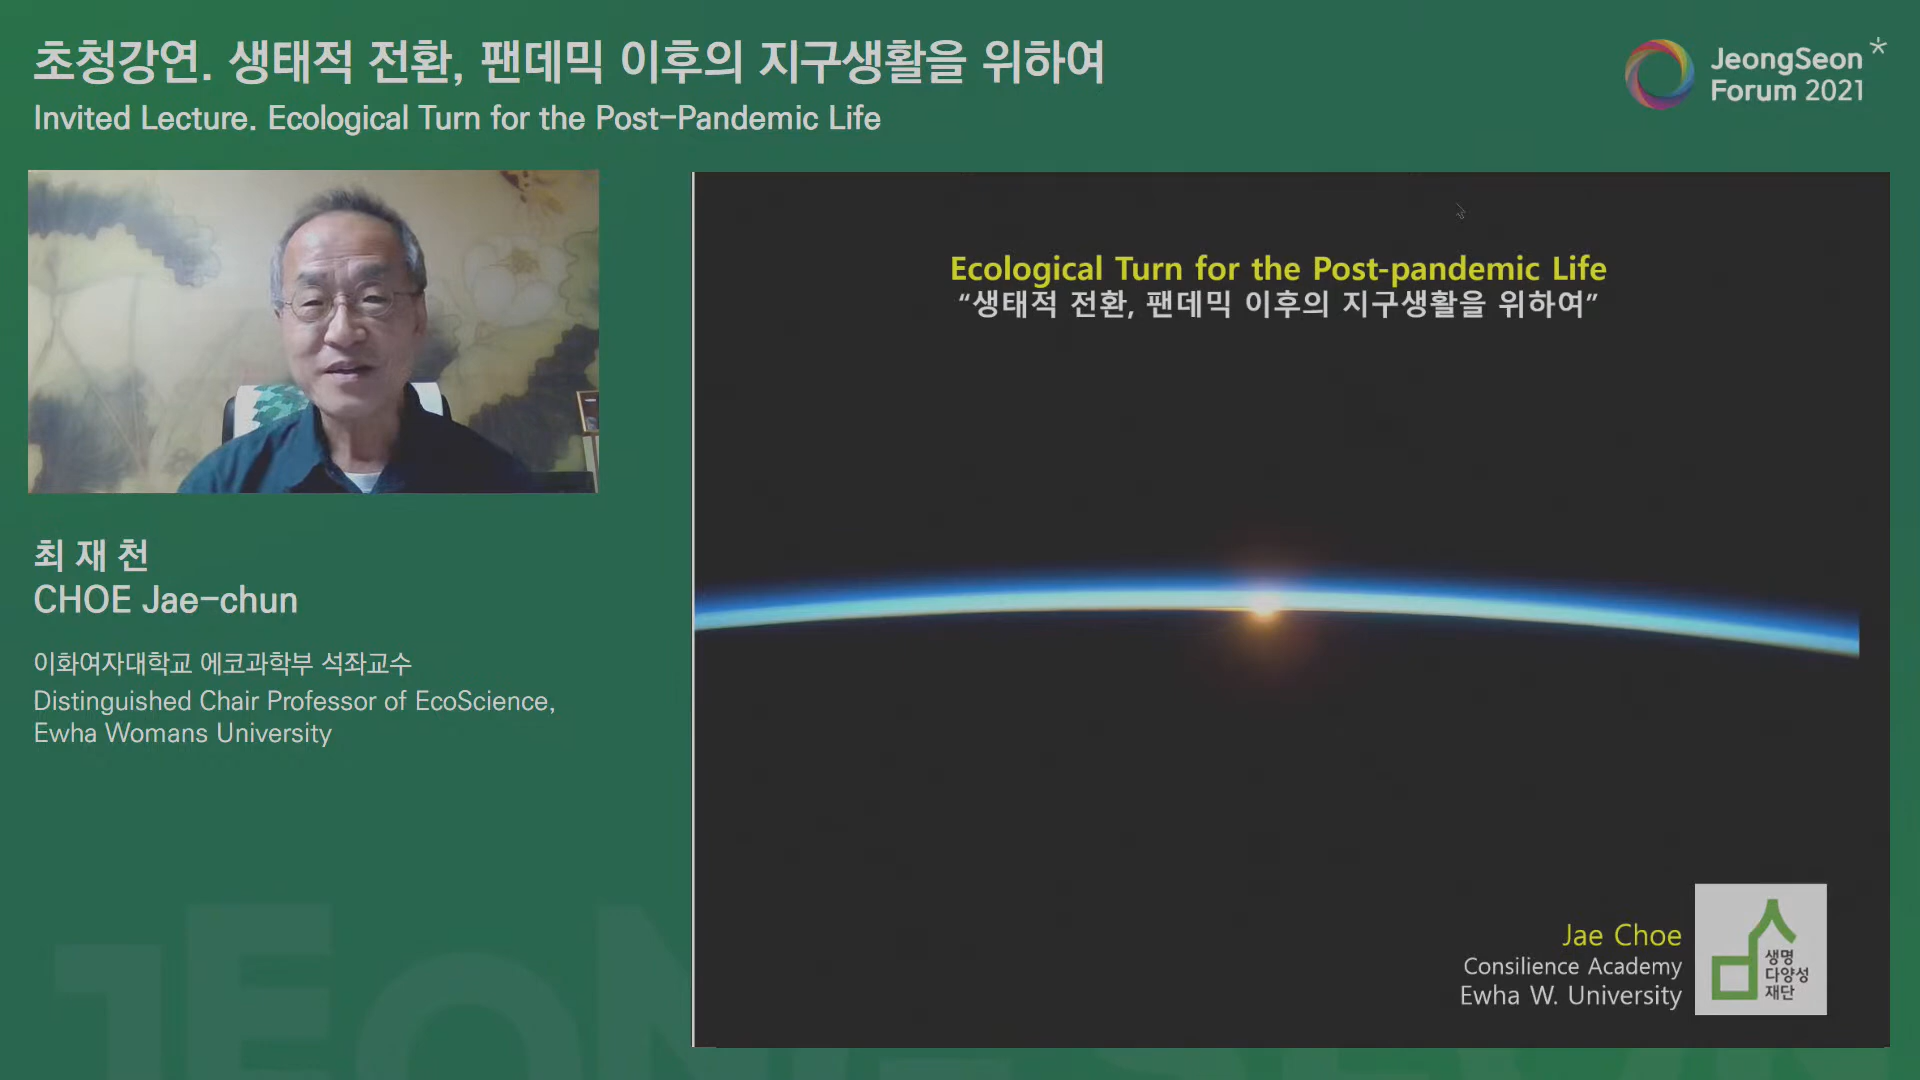 초청강연. 생태적 전환, 팬데믹 이후의 지구생활을 위하여
Invited Lecture. Ecological Turn for the Post-Pandemic Life
JeongSeon*
Forum 2021
최 재 천
CHOE Jae-chun
이화여자대학교 에코과학부 석좌교수
Distinguished Chair Professor of EcoScience,
Ewha Womans University
Ecological Turn for the Post-pandemic Life
“생태적 전환, 팬데믹 이후의 지구생활을 위하여”
Jae Choe
Consilience Academy
Ewha W. University
생명
다양성
재단
JEONGSEON